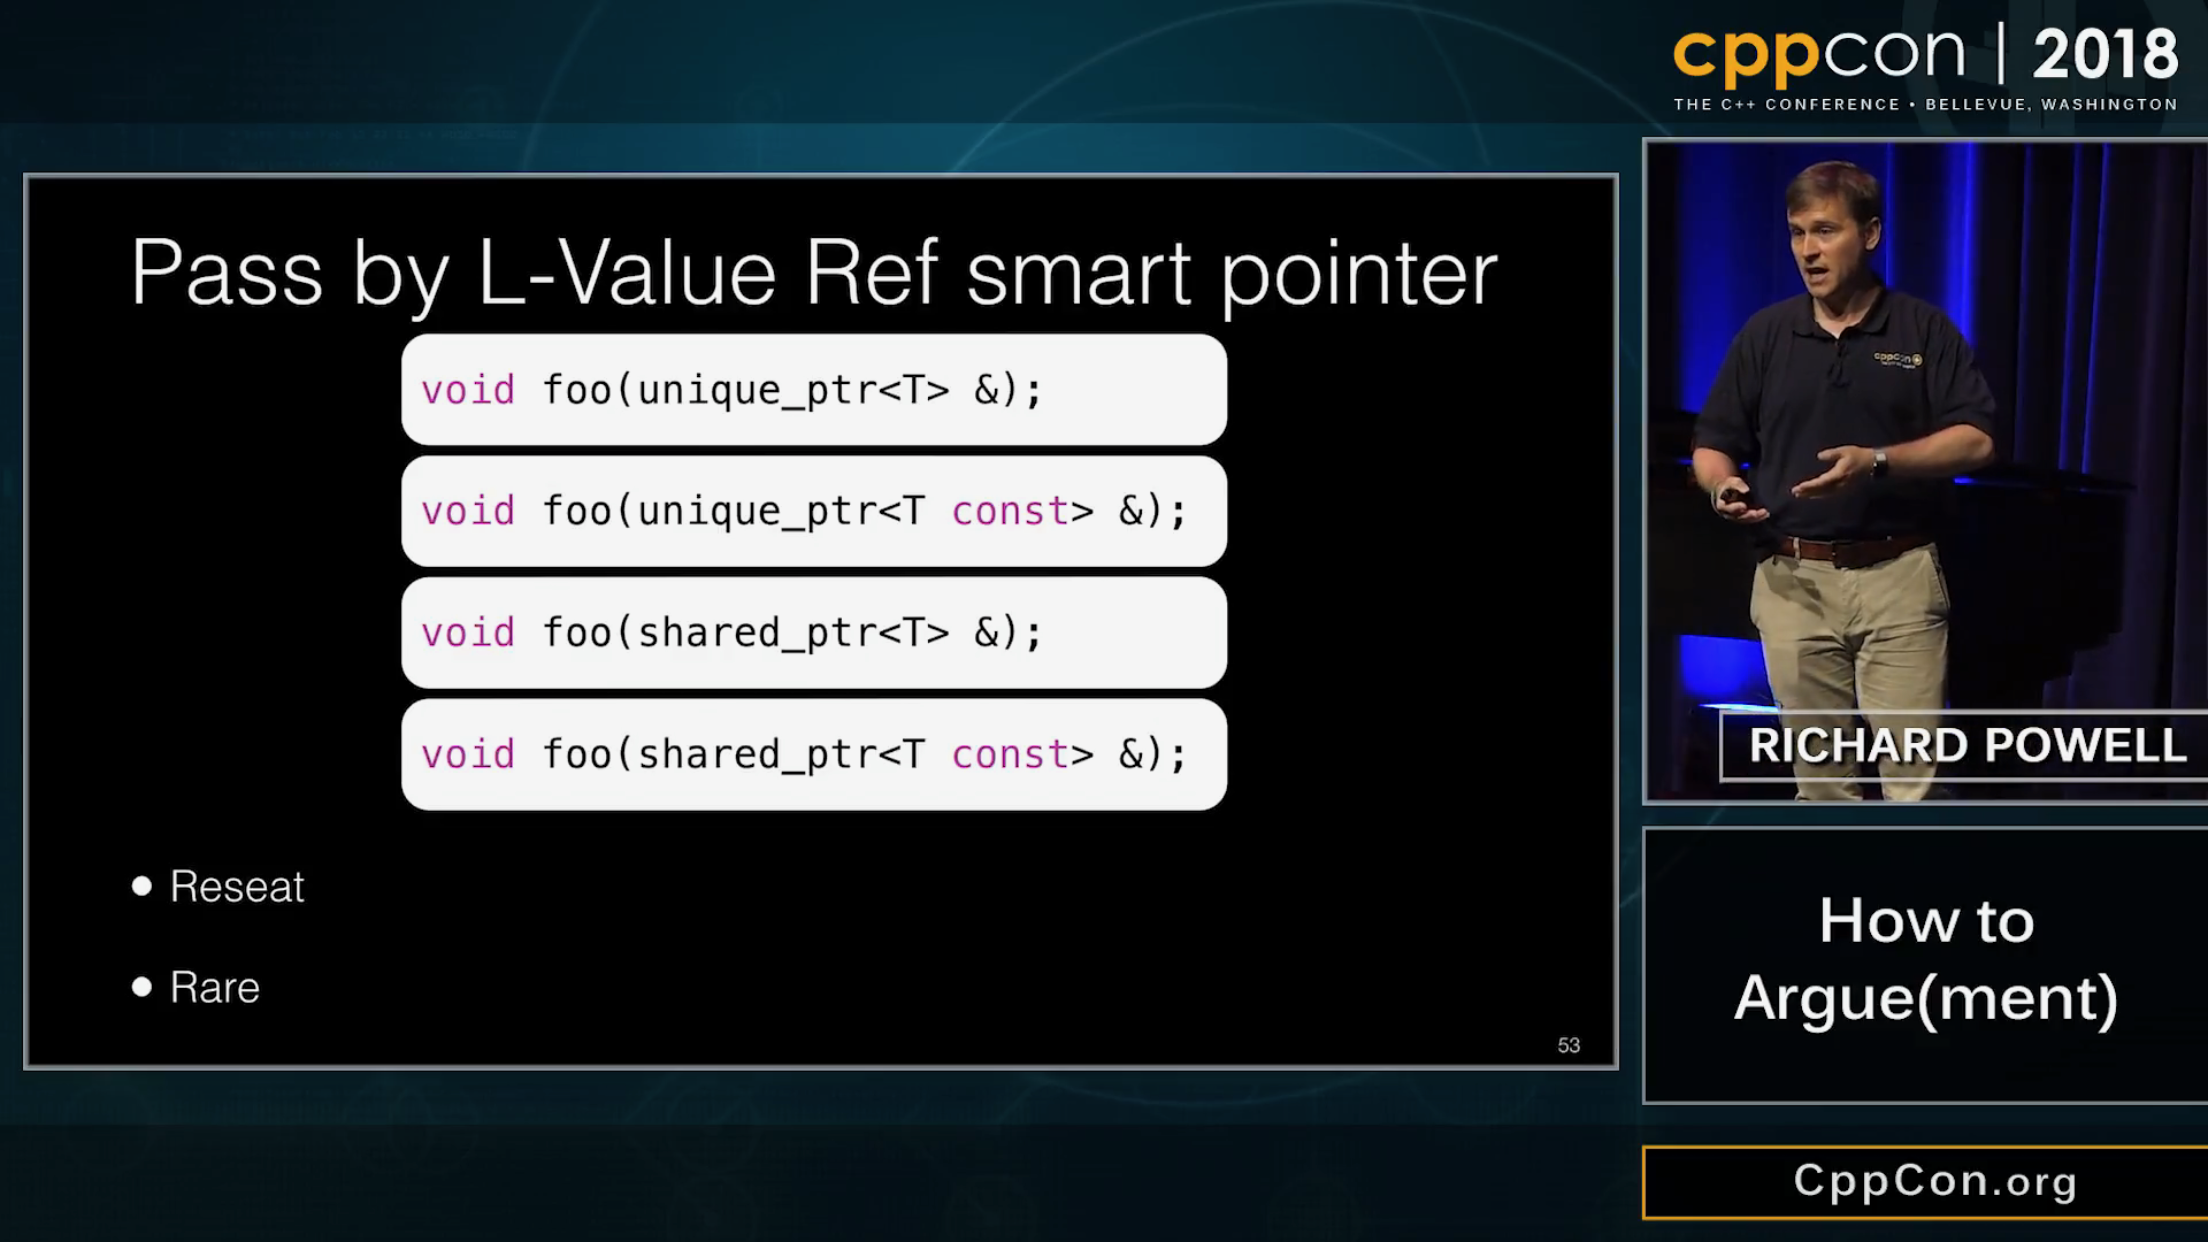 cppcon | 2018
THE C++ CONFERENCE • BELLEVUE, WASHINGTON
Pass by L-Value Ref smart pointer
void foo(unique_ptr<T> &);
void foo(unique_ptr<T const> &);
void foo(shared_ptr<T> &);
void foo(shared_ptr<T const> &);
• Reseat
• Rare
53
cppcon
RICHARD POWELL
How to
Argue(ment)
CppCon.org